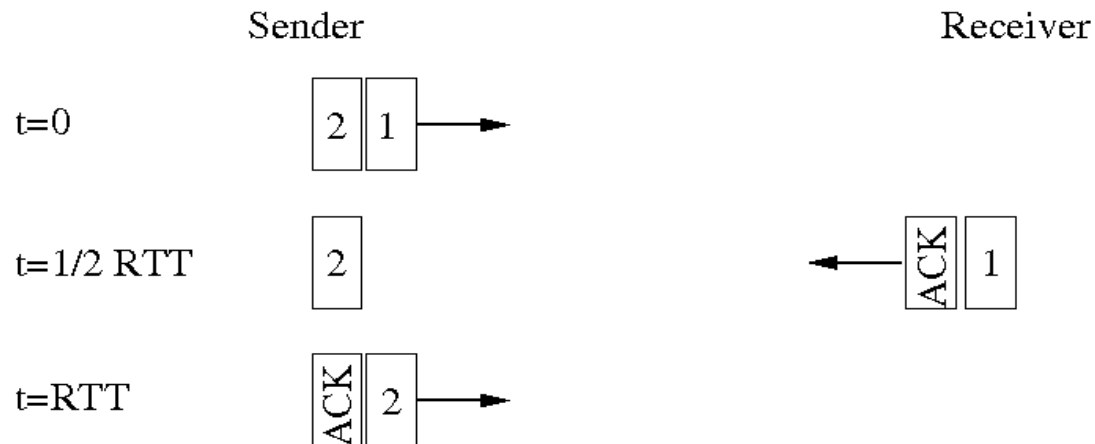 Sender Receiver
t=0 2 1
t=1/2 RTT 2 ACK 1
t=RTT ACK 2